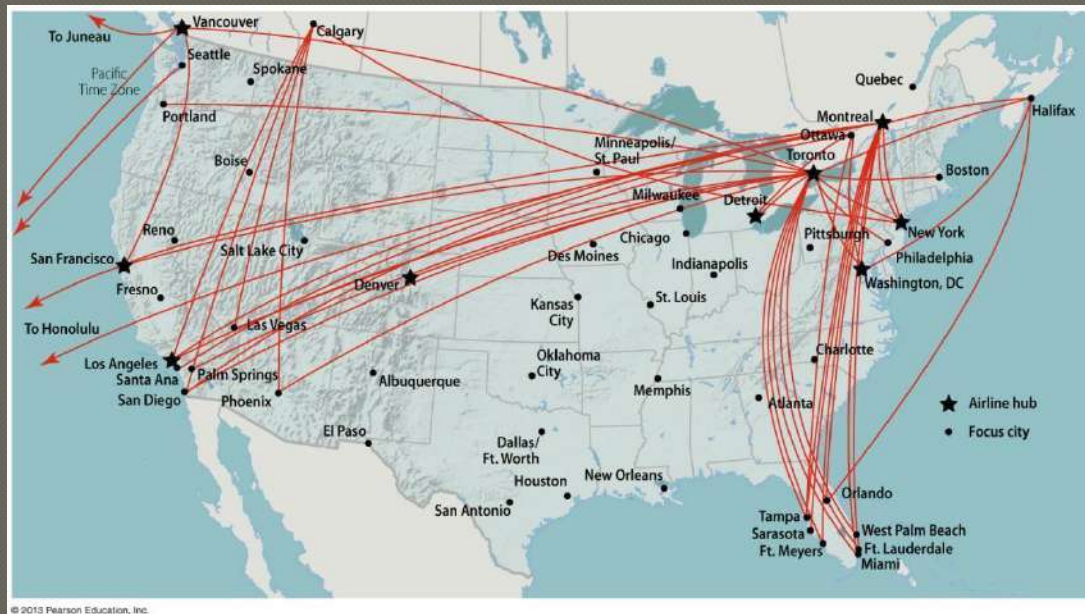 Vancouver
To Juneau
Calgary
Seattle
Pacific
Time Zone
Spokane
Portland
Quebec
Halifax
Montreal
Ottawa
Minneapolis/
St. Paul
Toronto
Boise
Boston
Milwaukee
Detroit
Reno
Salt Lake City
Chicago
Pittsburgh
New York
San Francisco
Des Moines
Philadelphia
Indianapolis
Denver
Washington, DC
Fresno
Kansas
City
St. Louis
To Honolulu
Las Vegas
Los Angeles
Santa Ana
Palm Springs
San Diego
Phoenix
Albuquerque
Oklahoma
City
Charlotte
Memphis
Atlanta
Airline hub
Focus city
El Paso
Dallas/
Ft. Worth
Houston
New Orleans
San Antonio
Orlando
Tampa
Sarasota
Ft. Meyers
West Palm Beach
Ft. Lauderdale
Miami
© 2013 Pearson Education, Inc.